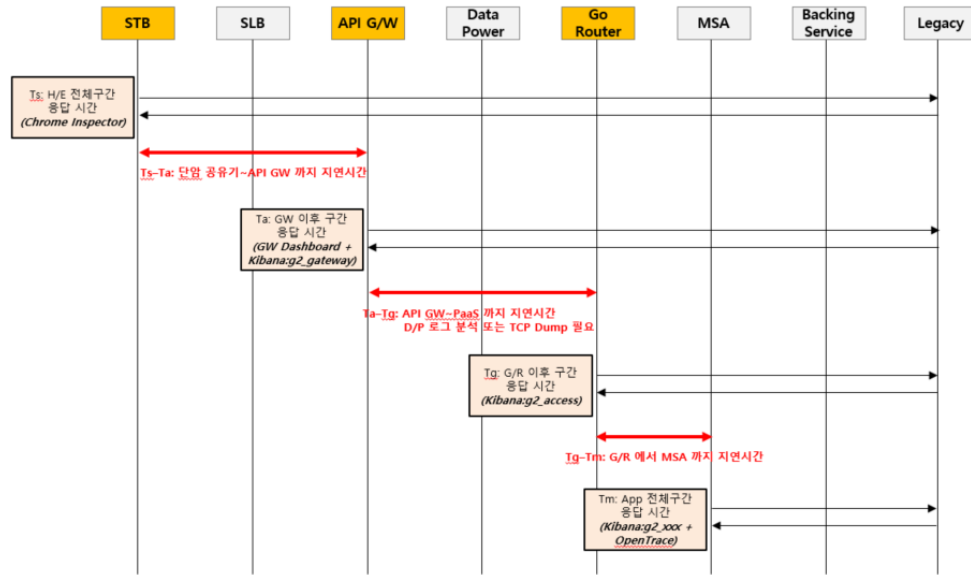 STB
SLB
API G/W
Data
Power
Go
Router
MSA
Backing
Service
Legacy
Ts: H/E 전체구간
응답 시간
(Chrome Inspector)
Ts-Ta: 단말 공유기~API GW 까지 지연시간
Ta: GW 이후 구간
응답 시간
(GW Dashboard +
Kibana:g2_gateway)
Ta-Tg: API GW~PaaS 까지 지연시간
D/P 로그 분석 또는 TCP Dump 필요
Tg: G/R 이후 구간
응답 시간
(Kibana:g2_access)
Tg-Tm: G/R 에서 MSA 까지 지연시간
Tm: App 전체구간
응답 시간
(Kibana:g2_xxx +
OpenTrace)